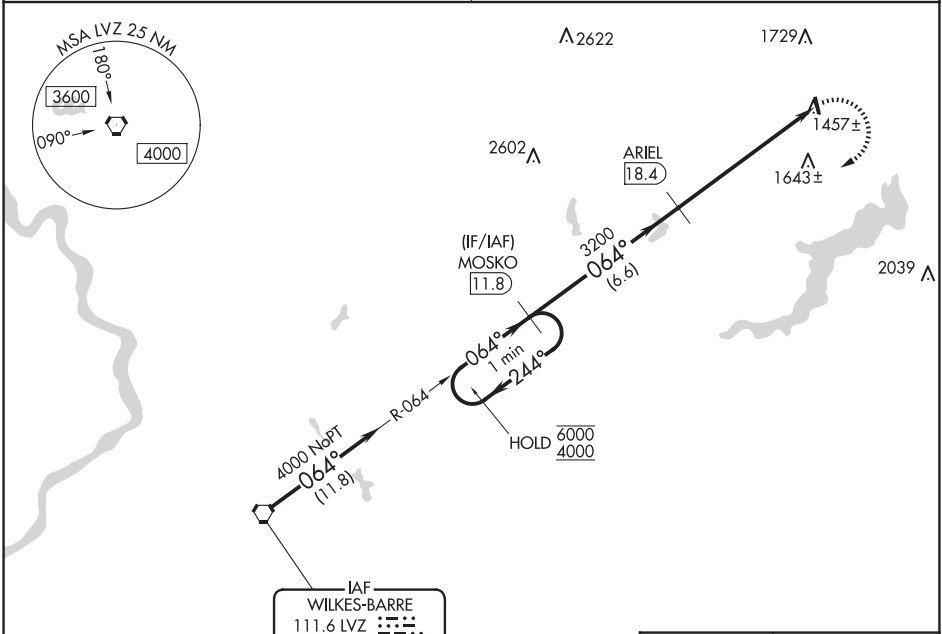 MSA LVZ 25 NM
180°
3600
090°
4000
2622
1729
1457±
1643±
2602
ARIEL
18.4
2039
(IF/IAF)
MOSKO
11.8
3200
064°
(6.6)
064°
1 min
244°
HOLD 6000
4000
R-064
4000 NoPT
064°
(11.8)
IAF
WILKES-BARRE
111.6 LVZ